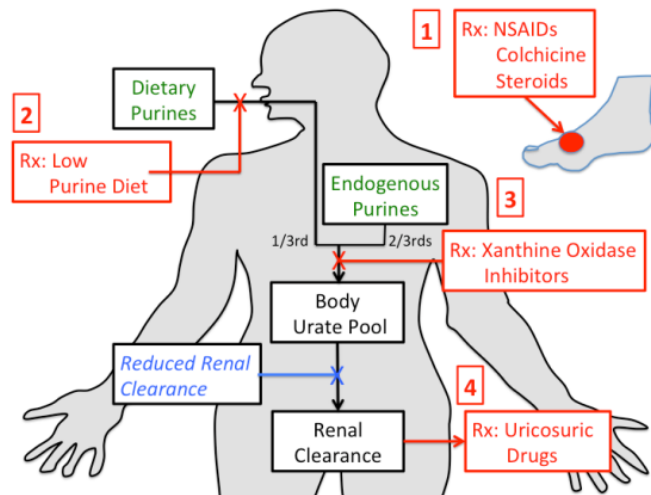 1
Rx: NSAIDs
Colchicine
Steroids
Dietary
Purines
2
Rx: Low
Purine Diet
Endogenous
Purines
3
1/3rd
2/3rds
Rx: Xanthine Oxidase
Inhibitors
Body
Urate Pool
Reduced Renal
Clearance
4
Renal
Clearance
Rx: Uricosuric
Drugs